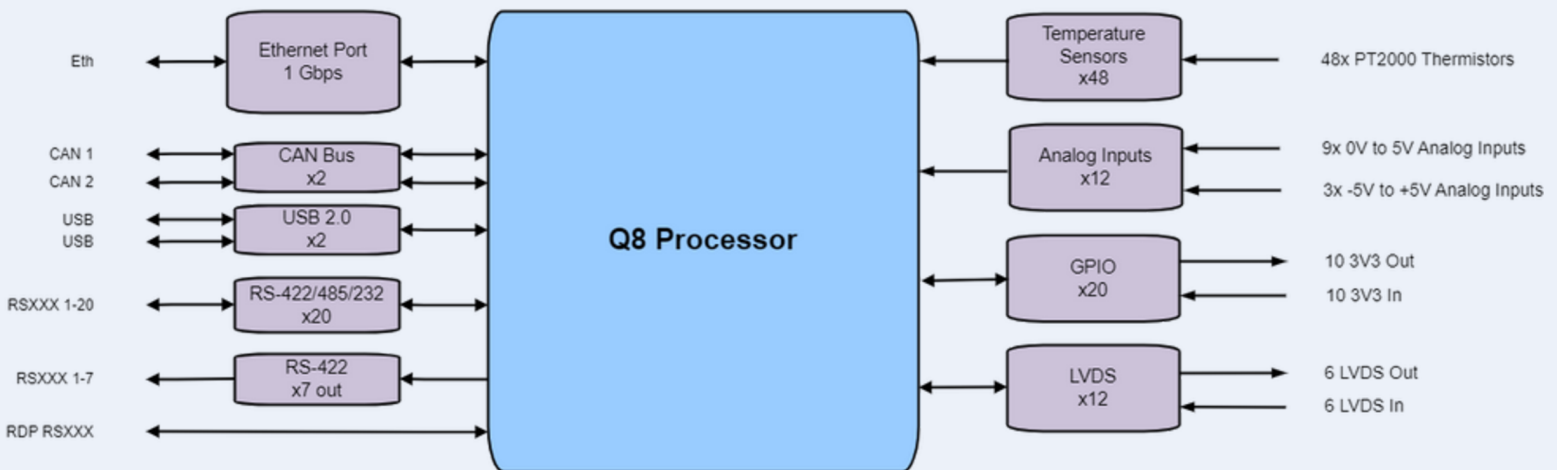 Eth
Ethernet Port
1 Gbps
CAN 1
CAN 2
CAN Bus
x2
USB
USB
USB 2.0
x2
RSXXX 1-20
RS-422/485/232
x20
RSXXX 1-7
RS-422
x7 out
RDP RSXXX
Q8 Processor
Temperature
Sensors
x48
48x PT2000 Thermistors
Analog Inputs
x12
9x 0V to 5V Analog Inputs
3x -5V to +5V Analog Inputs
GPIO
x20
10 3V3 Out
10 3V3 In
LVDS
x12
6 LVDS Out
6 LVDS In